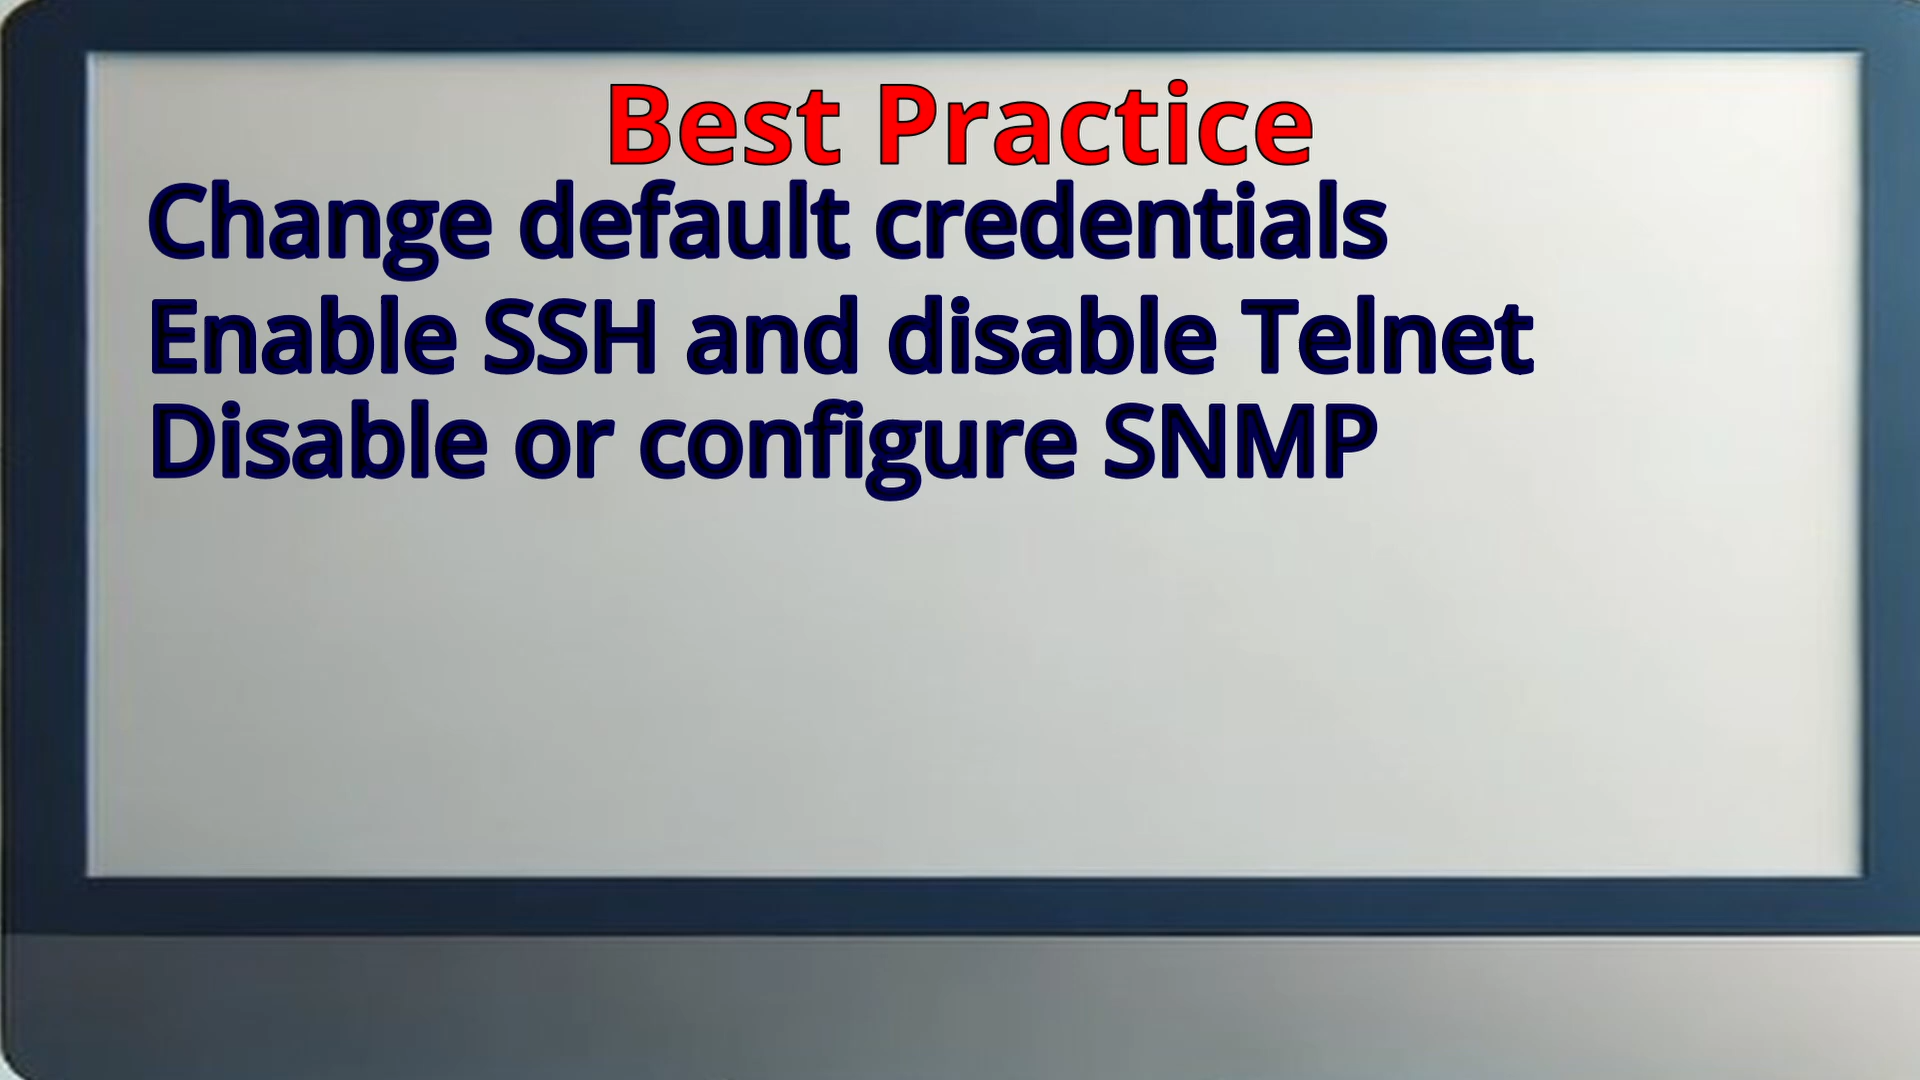 Best Practice
Change default credentials
Enable SSH and disable Telnet
Disable or configure SNMP